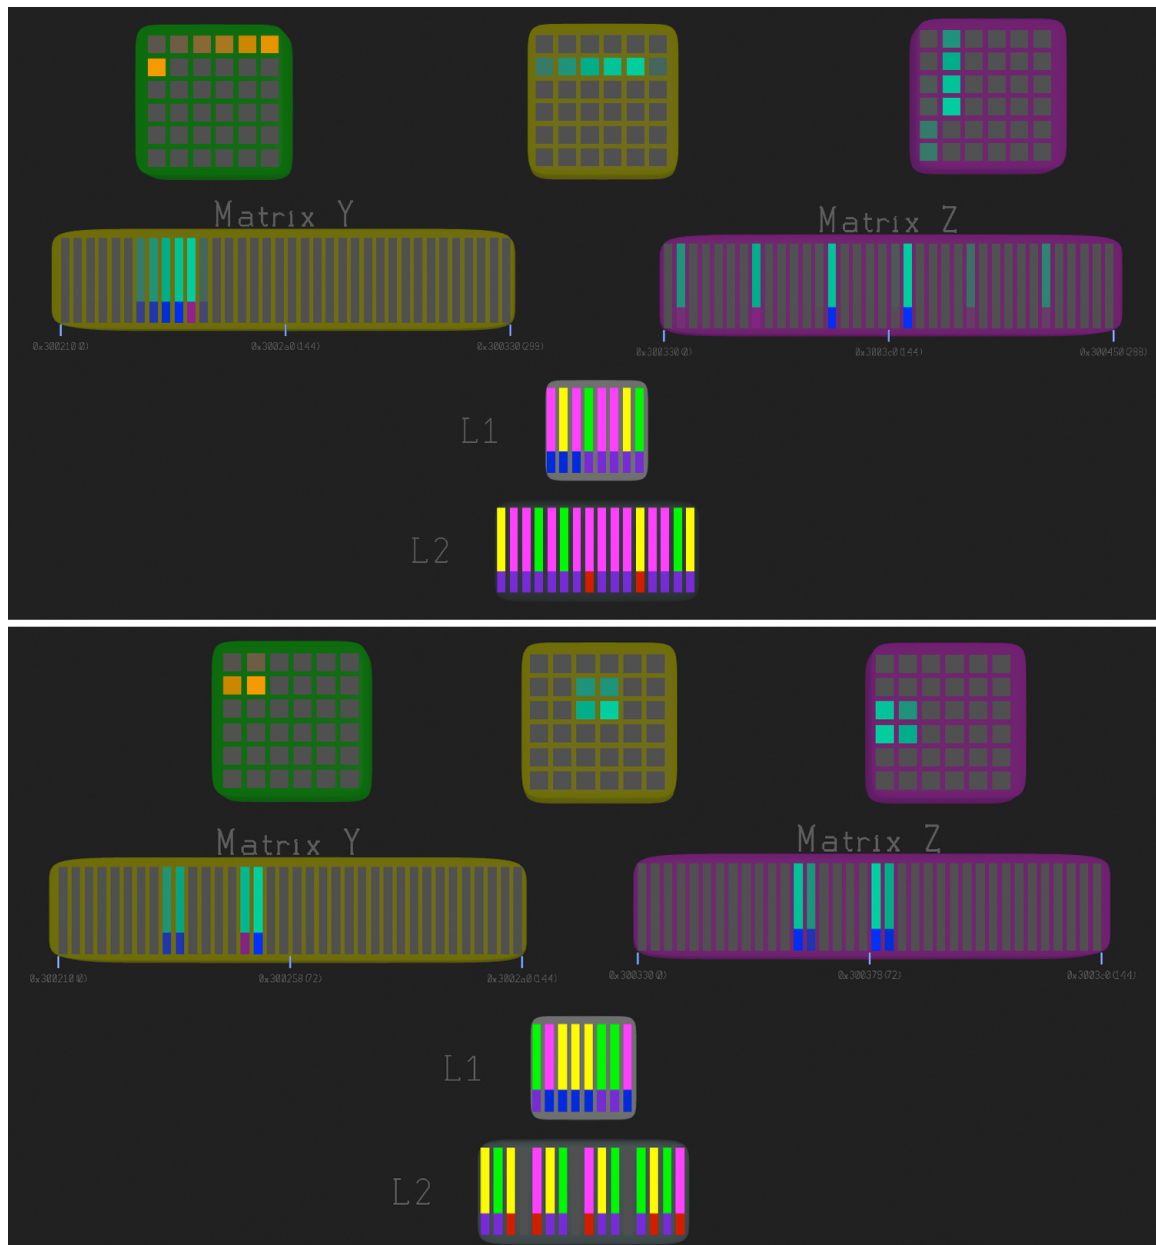 Matrix Y
Matrix Z
0x300210(0)
0x3002a0(144)
0x300330(288)
0x300330(0)
0x3003c0(144)
0x300450(288)
L1
L2
Matrix Y
Matrix Z
0x300210(0)
0x300258(72)
0x3002a0(144)
0x300330(0)
0x300378(72)
0x3003c0(144)
L1
L2